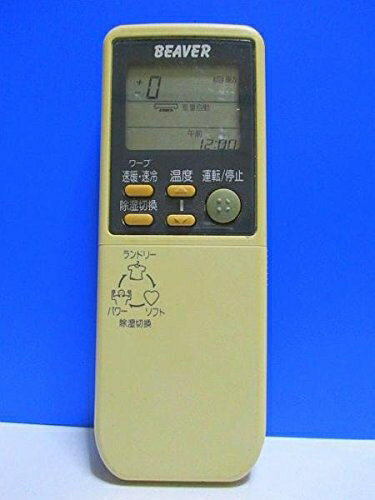 BEAVER
+
- 0
午前
12:00
ワープ
速暖・速冷 温度 運転/停止
除湿切換
ランドリー
パワー ソフト
除湿切換